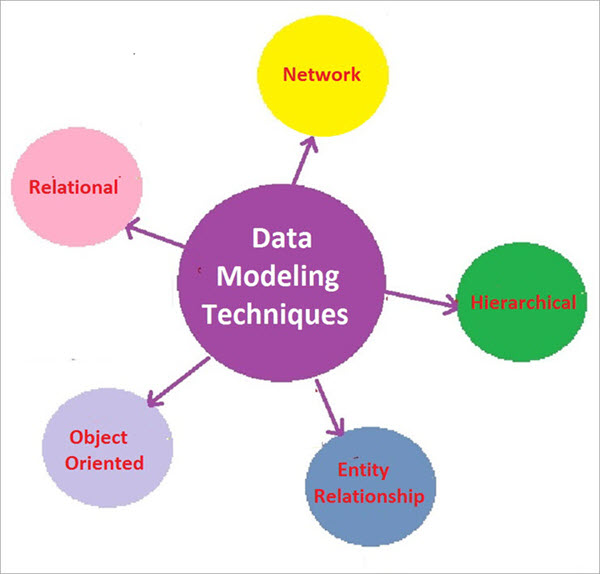 Network
Relational
Data
Modeling
Techniques
Hierarchical
Object
Oriented
Entity
Relationship